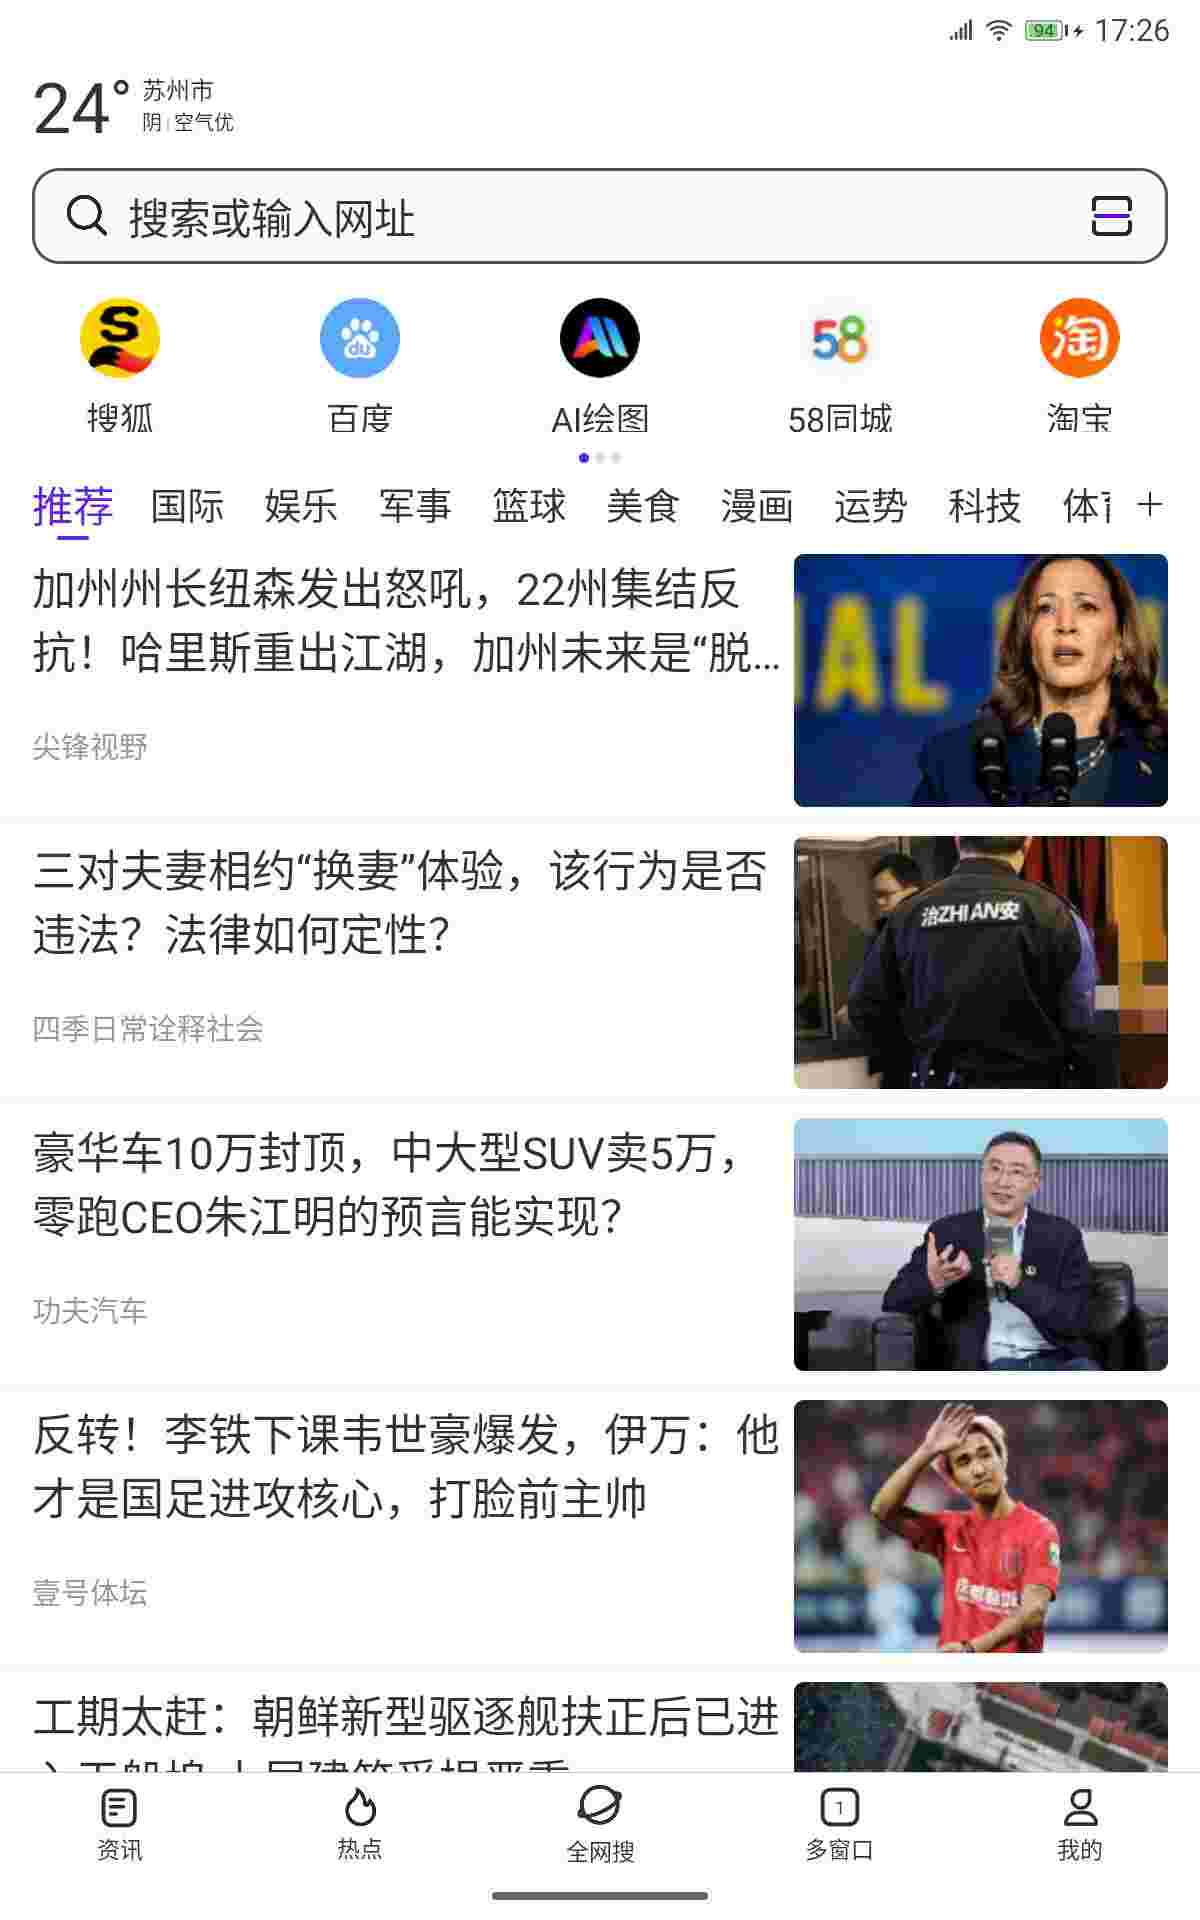 94 17:26
24°
苏州市
阴 空气优
搜索或输入网址
搜狐 百度 AI绘图 58同城 淘宝
推荐 国际 娱乐 军事 篮球 美食 漫画 运势 科技 体育 +
加州州长纽森发出怒吼，22州集结反
抗！哈里斯重出江湖，加州未来是“脱...
尖锋视野
三对夫妻相约“换妻”体验，该行为是否
违法？法律如何定性？
四季日常诠释社会
治ZHI AN安
豪华车10万封顶，中大型SUV卖5万，
零跑CEO朱江明的预言能实现？
功夫汽车
反转！李铁下课韦世豪爆发，伊万：他
才是国足进攻核心，打脸前主帅
壹号体坛
工期太赶：朝鲜新型驱逐舰扶正后已进
资讯 热点 全网搜 1 多窗口 我的